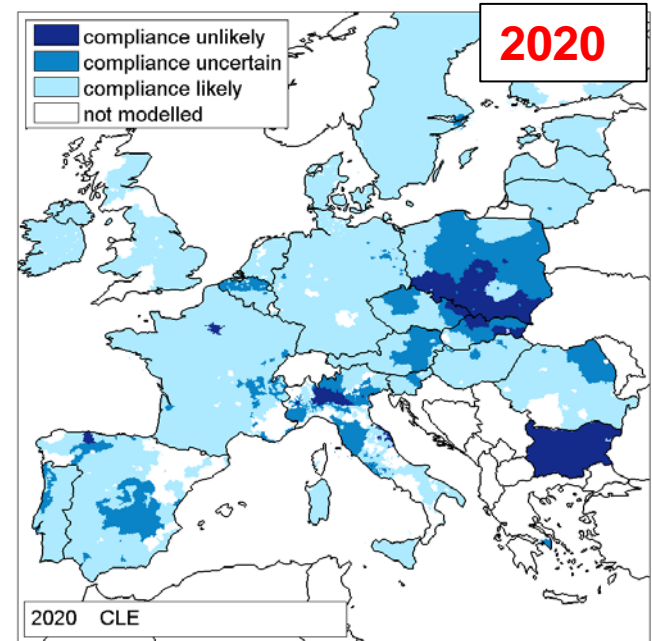 compliance unlikely
compliance uncertain
compliance likely
not modelled
2020
2020 CLE